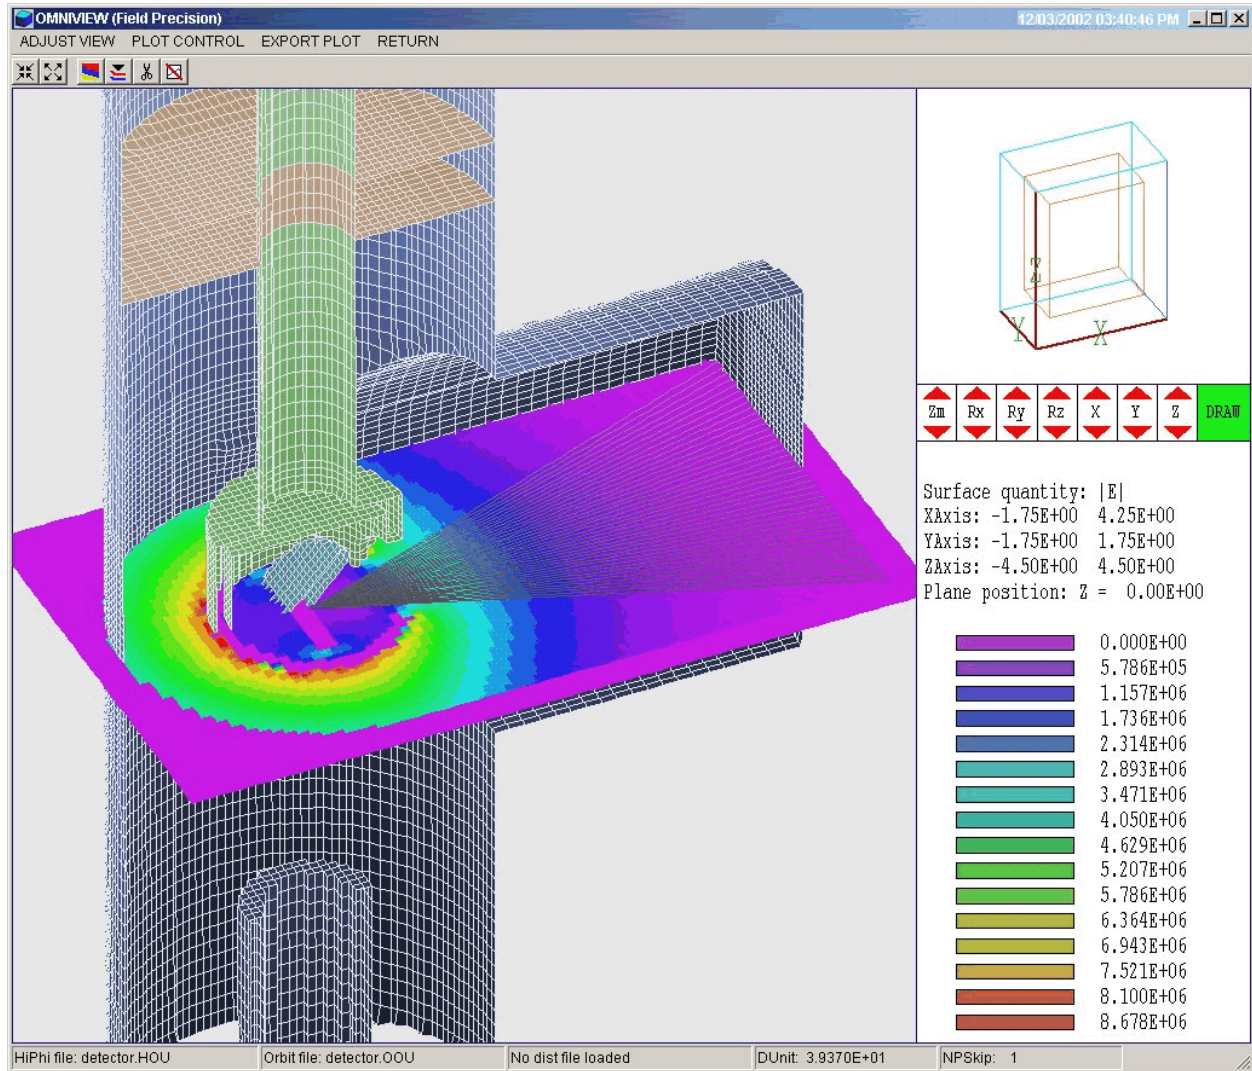 OMNIVIEW (Field Precision) 12/03/2002 03:40:46 PM
ADJUST VIEW PLOT CONTROL EXPORT PLOT RETURN
Z
Y
X
Zm Rx Ry Rz X Y Z DRAW
Surface quantity: |E|
XAxis: -1.75E+00 4.25E+00
YAxis: -1.75E+00 1.75E+00
ZAxis: -4.50E+00 4.50E+00
Plane position: Z = 0.00E+00
0.000E+00
5.786E+05
1.157E+06
1.736E+06
2.314E+06
2.893E+06
3.471E+06
4.050E+06
4.629E+06
5.207E+06
5.786E+06
6.364E+06
6.943E+06
7.521E+06
8.100E+06
8.678E+06
HiPhi file: detector.HOU Orbit file: detector.OOU No dist file loaded DUnit: 3.9370E+01 NPSkip: 1